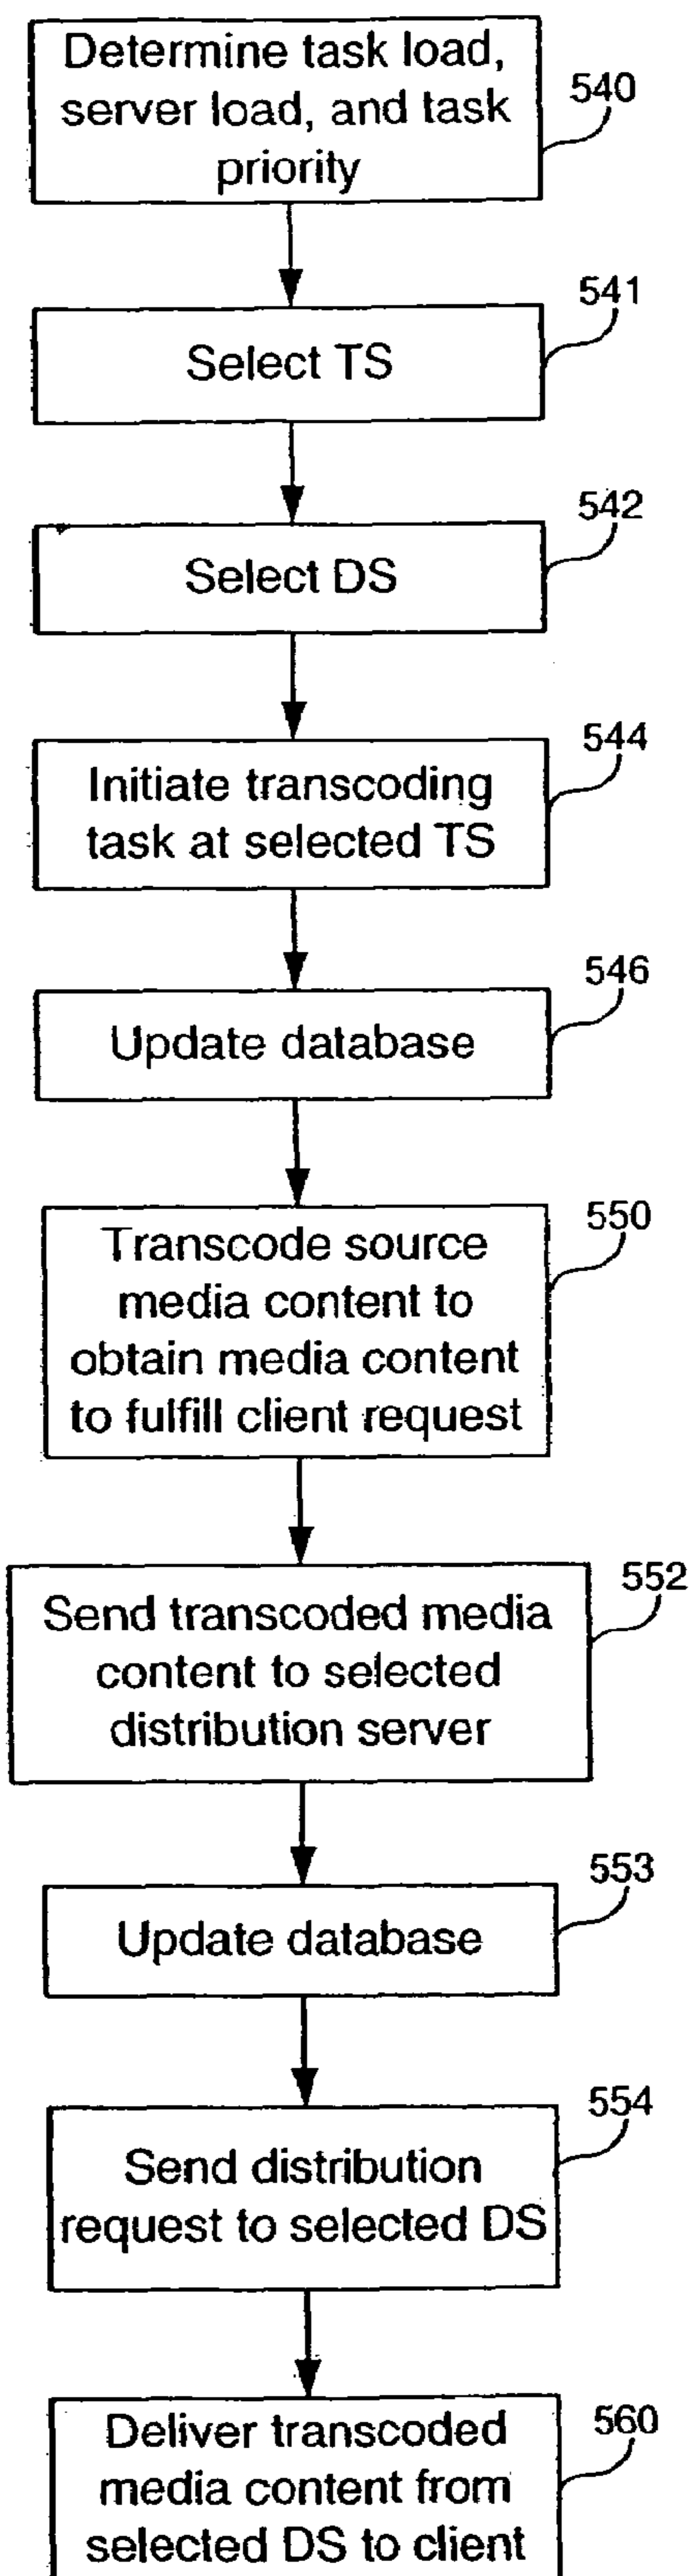 Determine task load,
server load, and task
priority
540
Select TS
541
Select DS
542
Initiate transcoding
task at selected TS
544
Update database
546
Transcode source
media content to
obtain media content
to fulfill client request
550
Send transcoded media
content to selected
distribution server
552
Update database
553
Send distribution
request to selected DS
554
Deliver transcoded
media content from
selected DS to client
560